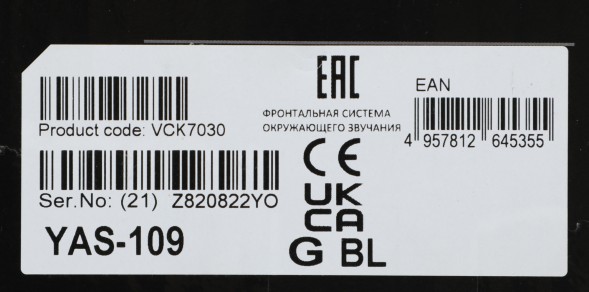 EAC
EAN
ФРОНТАЛЬНАЯ СИСТЕМА
ОКРУЖАЮЩЕГО ЗВУЧАНИЯ
Product code: VCK7030
4 957812 645355
CE
Ser.No: (21) Z820822YO
UK
CA
YAS-109
G BL